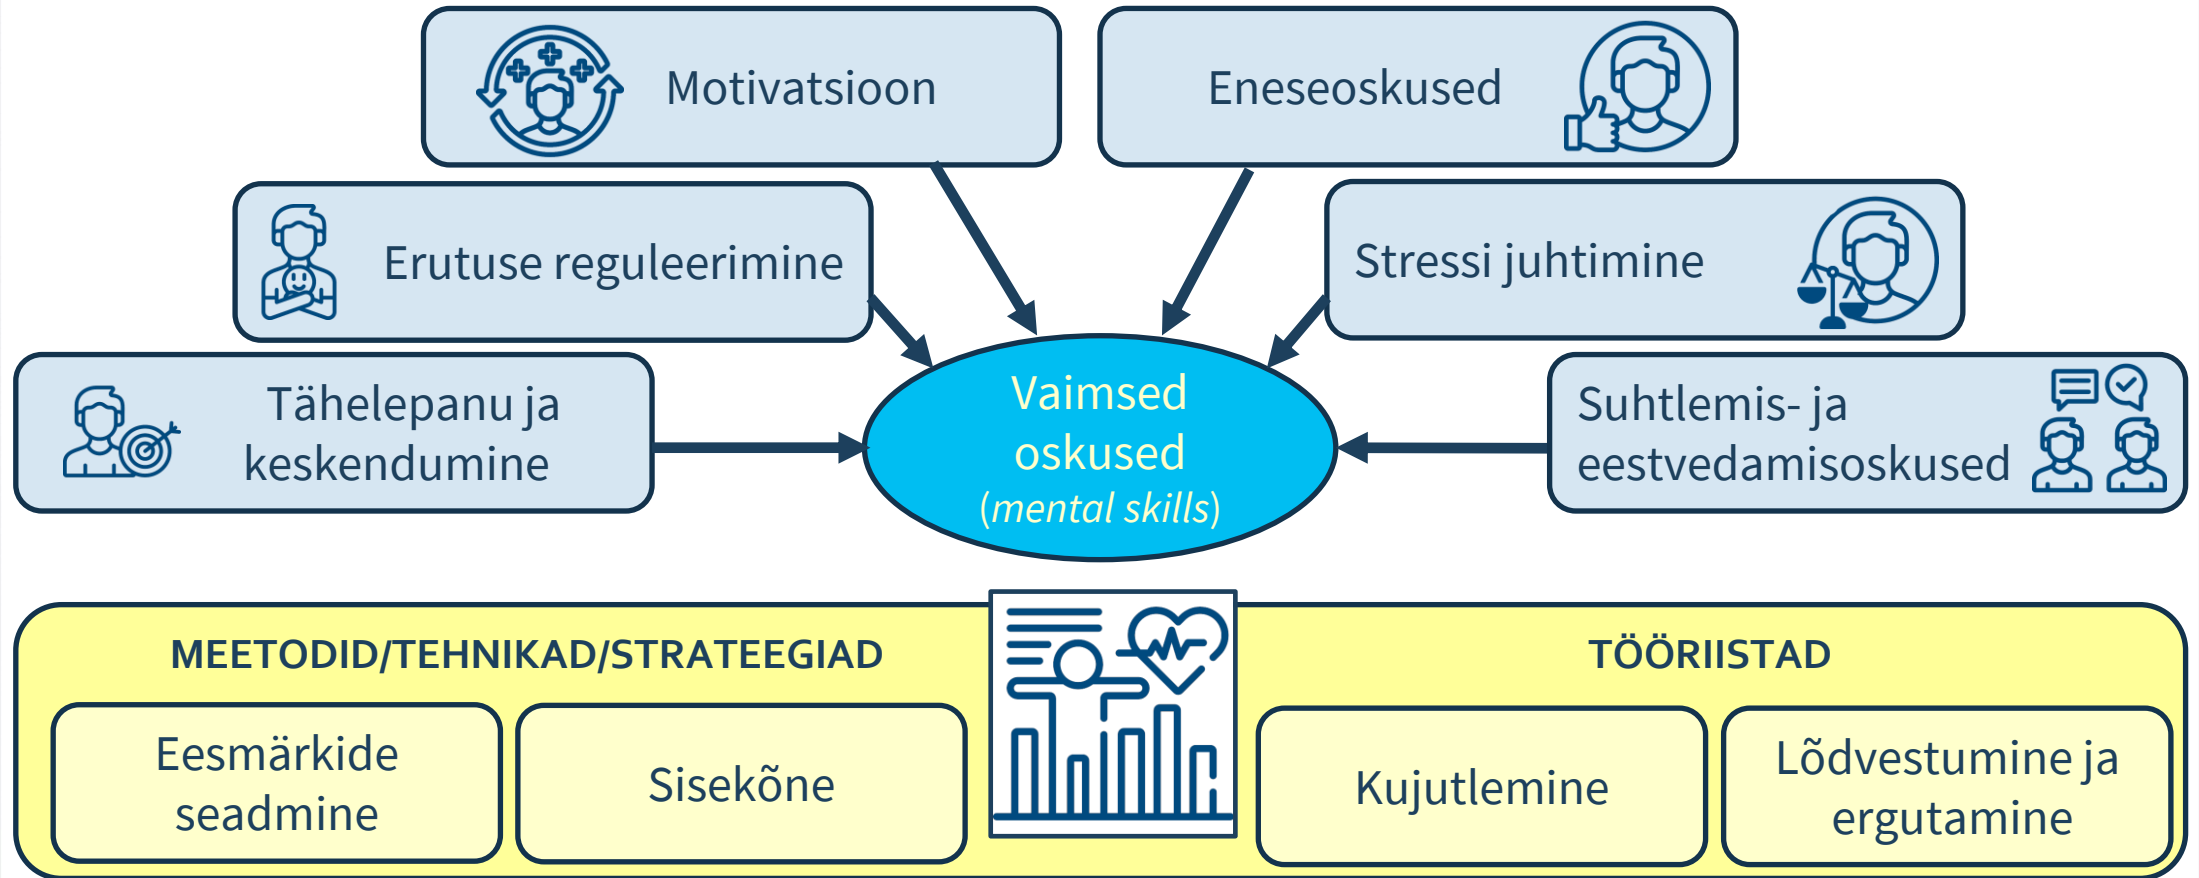 Motivatsioon
Eneseoskused
Erutuse reguleerimine
Stressi juhtimine
Tähelepanu ja
keskendumine
Vaimsed
oskused
(mental skills)
Suhtlemis- ja
eestvedamisoskused
MEETODID/TEHNIKAD/STRATEEGIAD
TÖÖRIISTAD
Eesmärkide
seadmine
Sisekõne
Kujutlemine
Lõdvestumine ja
ergutamine